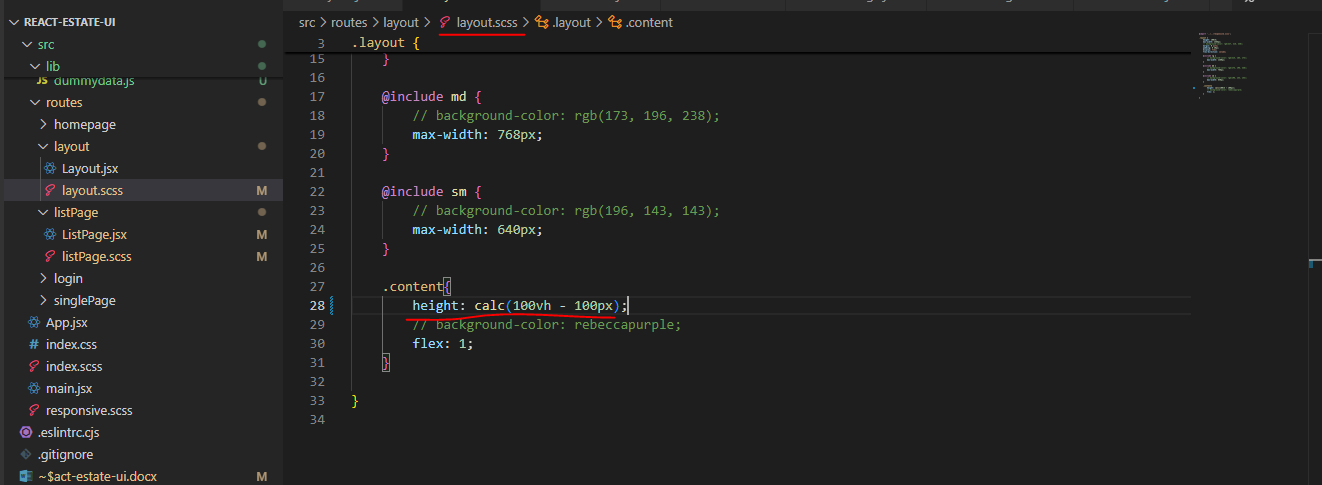 REACT-ESTATE-UI
src
lib
JS dummydata.js U
routes
homepage
layout
Layout.jsx
layout.scss M
listPage
ListPage.jsx M
listPage.scss M
login
singlePage
App.jsx
# index.css
index.scss
main.jsx
responsive.scss
.eslintrc.cjs
.gitignore
~$act-estate-ui.docx M
src > routes > layout > layout.scss > .layout > .content
3 .layout {
15 }
16
17 @include md {
18 // background-color: rgb(173, 196, 238);
19 max-width: 768px;
20 }
21
22 @include sm {
23 // background-color: rgb(196, 143, 143);
24 max-width: 640px;
25 }
26
27 .content{
28 height: calc(100vh - 100px);
29 // background-color: rebeccapurple;
30 flex: 1;
31 }
32
33 }
34